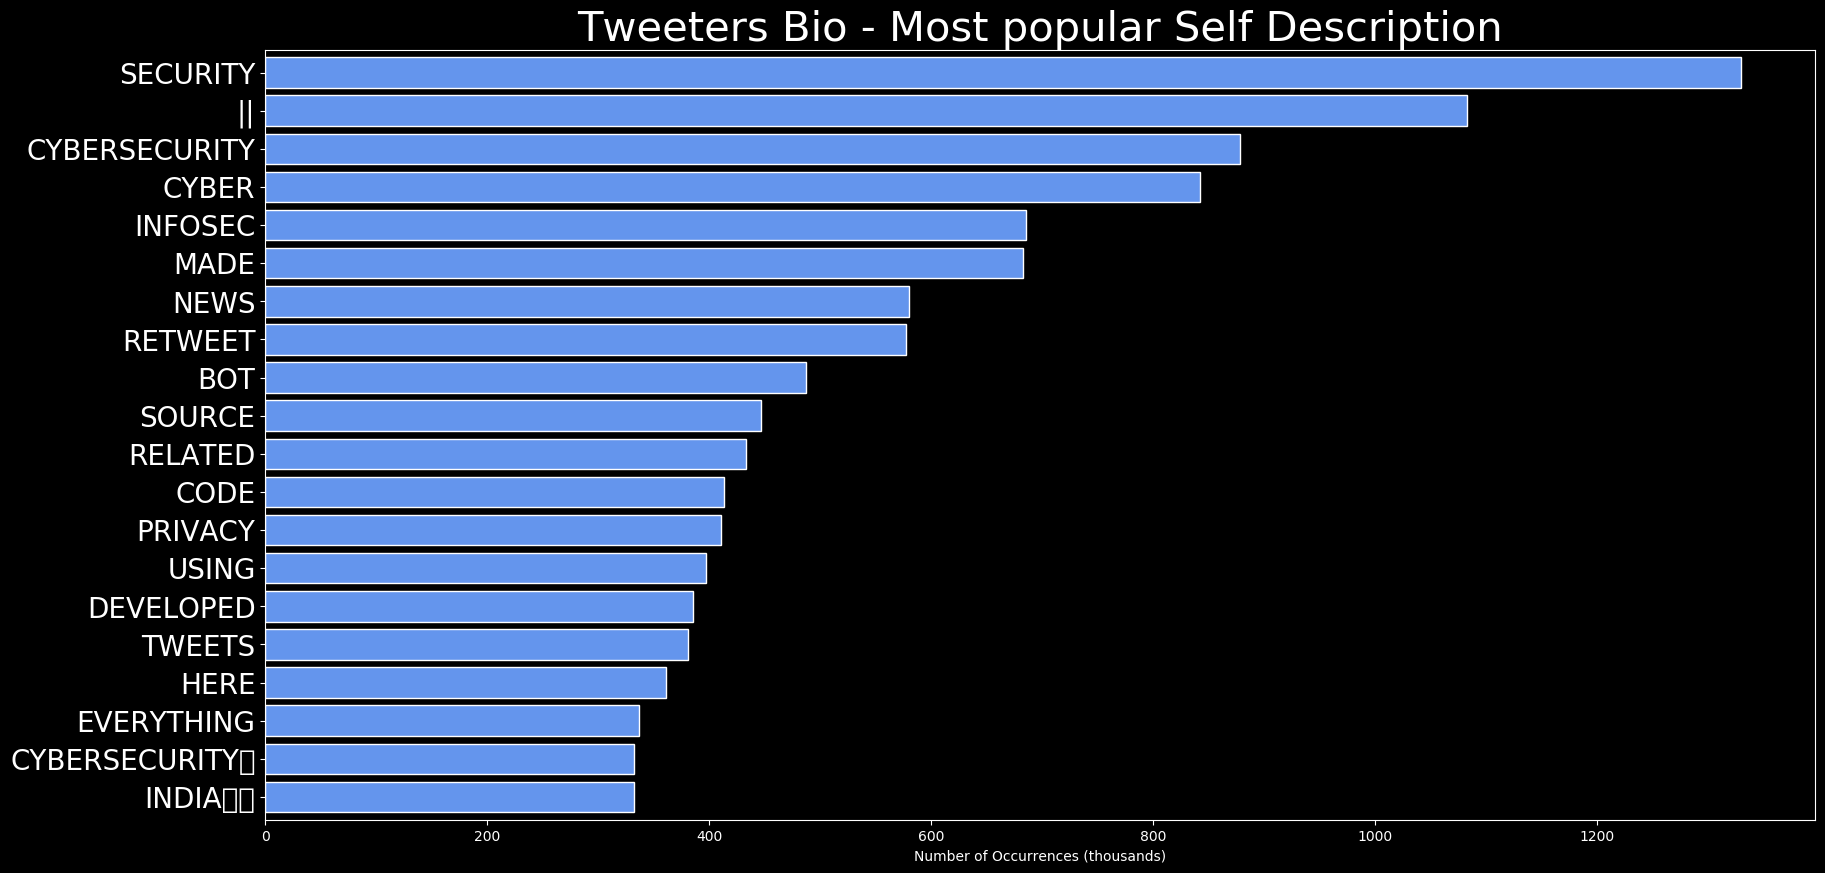 Tweeters Bio - Most popular Self Description
SECURITY
||
CYBERSECURITY
CYBER
INFOSEC
MADE
NEWS
RETWEET
BOT
SOURCE
RELATED
CODE
PRIVACY
USING
DEVELOPED
TWEETS
HERE
EVERYTHING
CYBERSECURITY▯
INDIA▯▯
0 200 400 600 800 1000 1200
Number of Occurrences (thousands)